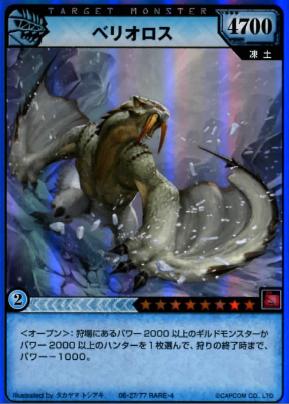 TARGET MONSTER
ベリオロス
4700
凍土
2
<オープン>：狩場にあるパワー2000以上のギルドモンスターか
パワー2000以上のハンターを1枚選んで、狩りの終了時まで、
パワー－1000。
Illustrated by タカヤマ トシアキ
06-27/77 RARE-4
©CAPCOM CO., LTD.